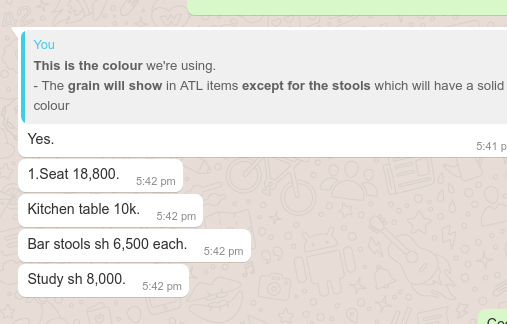 You
This is the colour we're using.
- The grain will show in ATL items except for the stools which will have a solid
colour
Yes.
5:41 p
1.Seat 18,800.
5:42 pm
Kitchen table 10k.
5:42 pm
Bar stools sh 6,500 each.
5:42 pm
Study sh 8,000.
5:42 pm